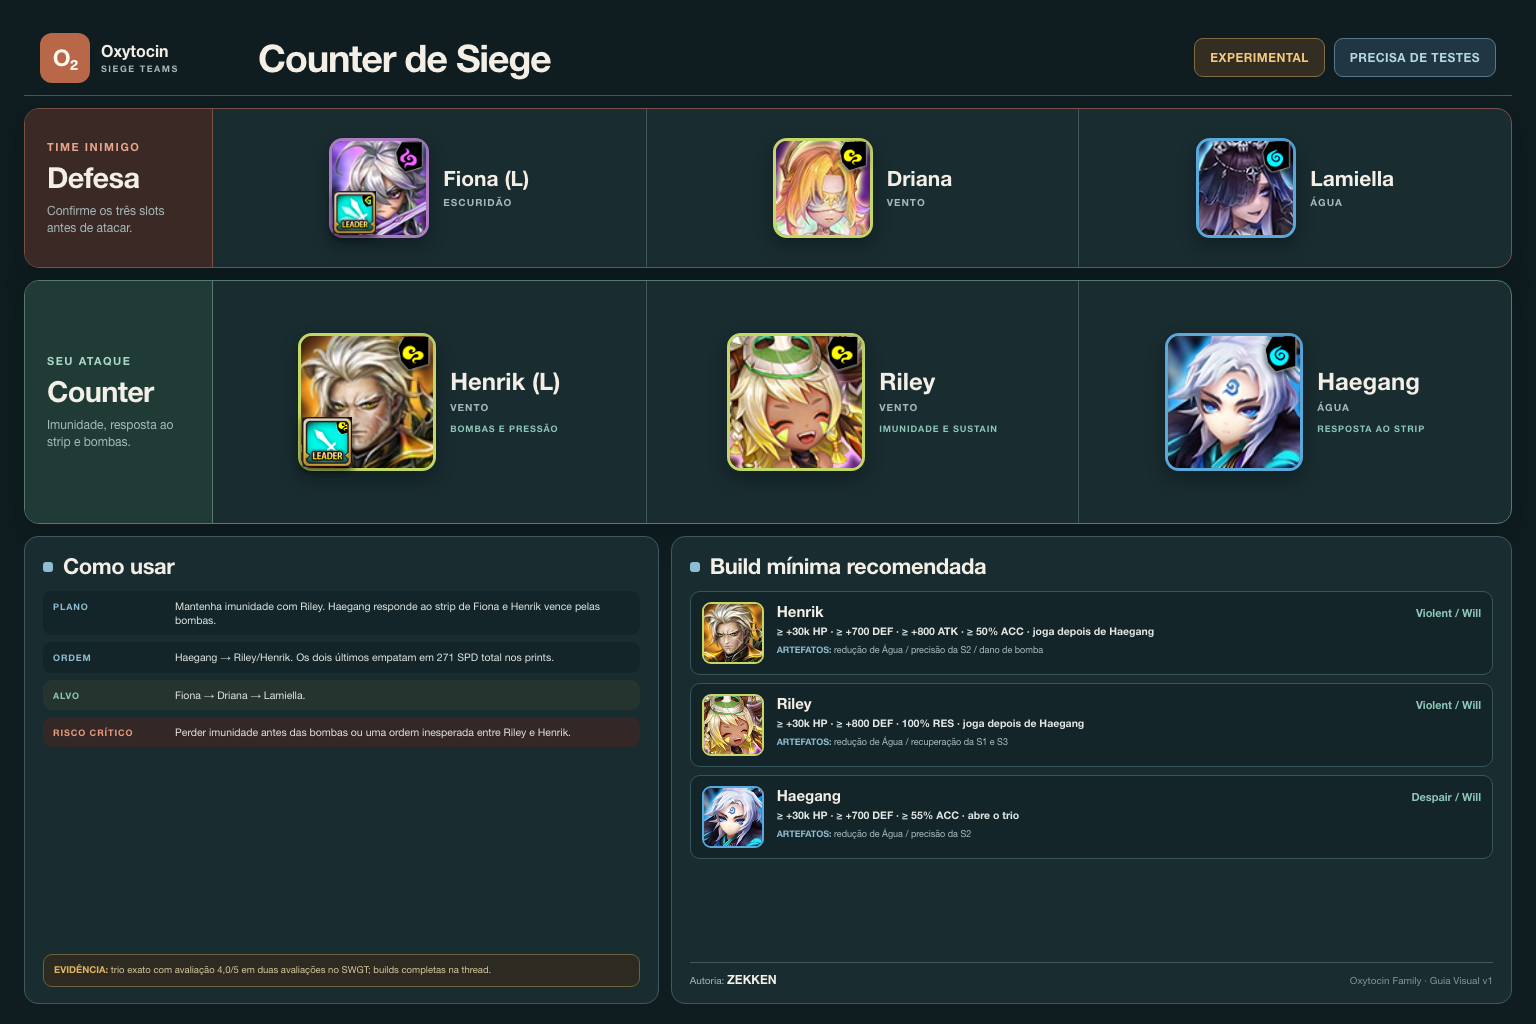 O₂
Oxytocin
SIEGE TEAMS
Counter de Siege
EXPERIMENTAL
PRECISA DE TESTES
TIME INIMIGO
Defesa
Confirme os três slots
antes de atacar.
LEADER
Fiona (L)
ESCURIDÃO
Driana
VENTO
Lamiella
ÁGUA
SEU ATAQUE
Counter
Imunidade, resposta ao
strip e bombas.
LEADER
Henrik (L)
VENTO
BOMBAS E PRESSÃO
Riley
VENTO
IMUNIDADE E SUSTAIN
Haegang
ÁGUA
RESPOSTA AO STRIP
Como usar
PLANO
Mantenha imunidade com Riley. Haegang responde ao strip de Fiona e Henrik vence pelas
bombas.
ORDEM
Haegang → Riley/Henrik. Os dois últimos empatam em 271 SPD total nos prints.
ALVO
Fiona → Driana → Lamiella.
RISCO CRÍTICO
Perder imunidade antes das bombas ou uma ordem inesperada entre Riley e Henrik.
EVIDÊNCIA: trio exato com avaliação 4,0/5 em duas avaliações no SWGT; builds completas na thread.
Build mínima recomendada
Henrik
Violent / Will
≥ +30k HP · ≥ +700 DEF · ≥ +800 ATK · ≥ 50% ACC · joga depois de Haegang
ARTEFATOS: redução de Água / precisão da S2 / dano de bomba
Riley
Violent / Will
≥ +30k HP · ≥ +800 DEF · 100% RES · joga depois de Haegang
ARTEFATOS: redução de Água / recuperação da S1 e S3
Haegang
Despair / Will
≥ +30k HP · ≥ +700 DEF · ≥ 55% ACC · abre o trio
ARTEFATOS: redução de Água / precisão da S2
Autoria: ZEKKEN
Oxytocin Family · Guia Visual v1